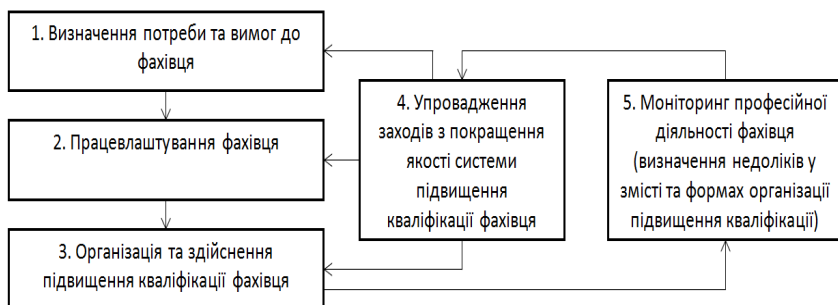 1. Визначення потреби та вимог до
фахівця
2. Працевлаштування фахівця
3. Організація та здійснення
підвищення кваліфікації фахівця
4. Упровадження
заходів з покращення
якості системи
підвищення
кваліфікації фахівця
5. Моніторинг професійної
діяльності фахівця
(визначення недоліків у
змісті та формах організації
підвищення кваліфікації)